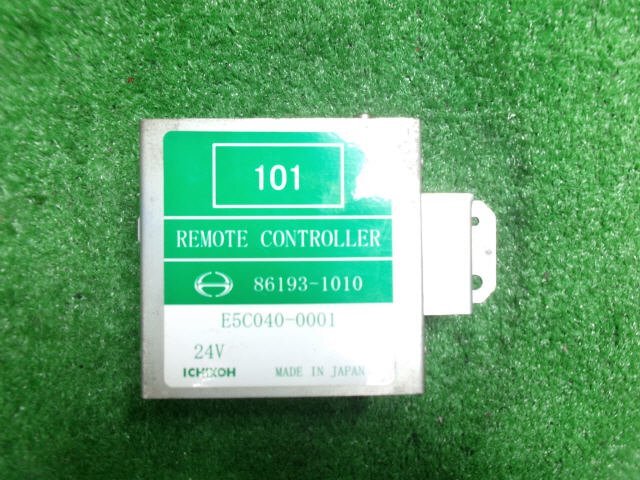 101
REMOTE CONTROLLER
86193-1010
E5C040-0001
24V
ICHIKOH MADE IN JAPAN